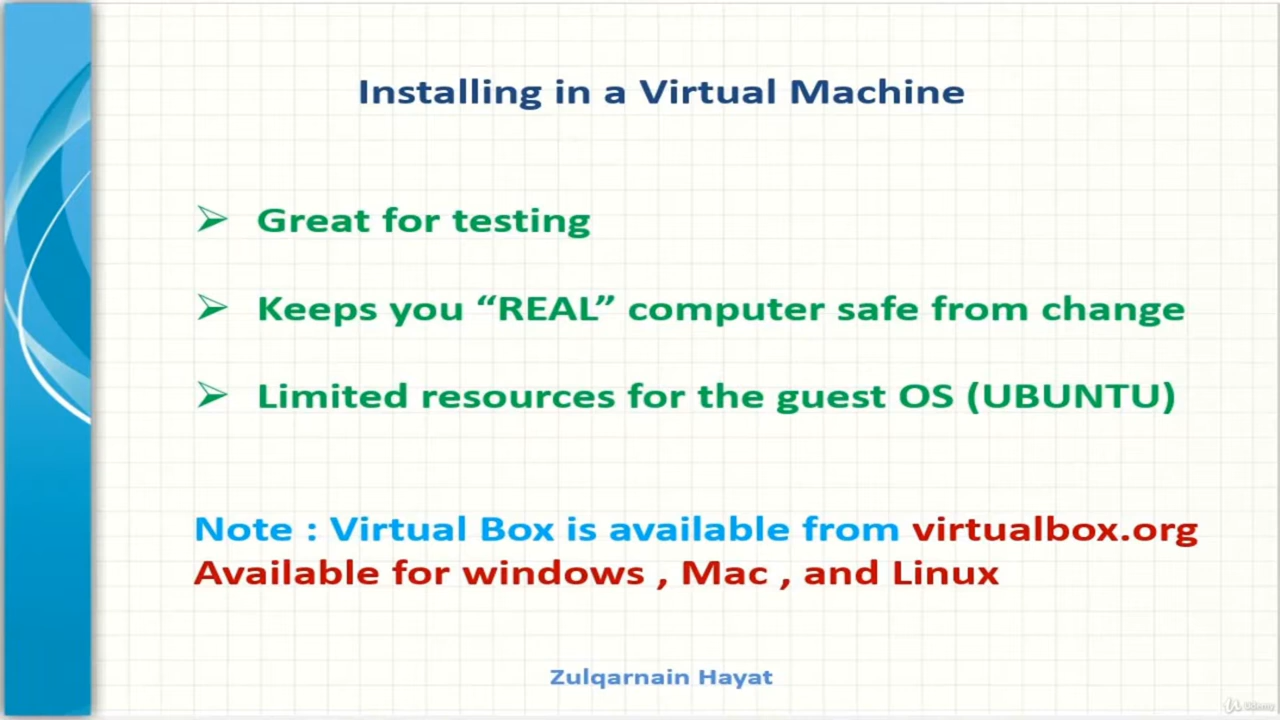 Installing in a Virtual Machine
Great for testing
Keeps you “REAL” computer safe from change
Limited resources for the guest OS (UBUNTU)
Note : Virtual Box is available from virtualbox.org
Available for windows , Mac , and Linux
Zulqarnain Hayat
Udemy